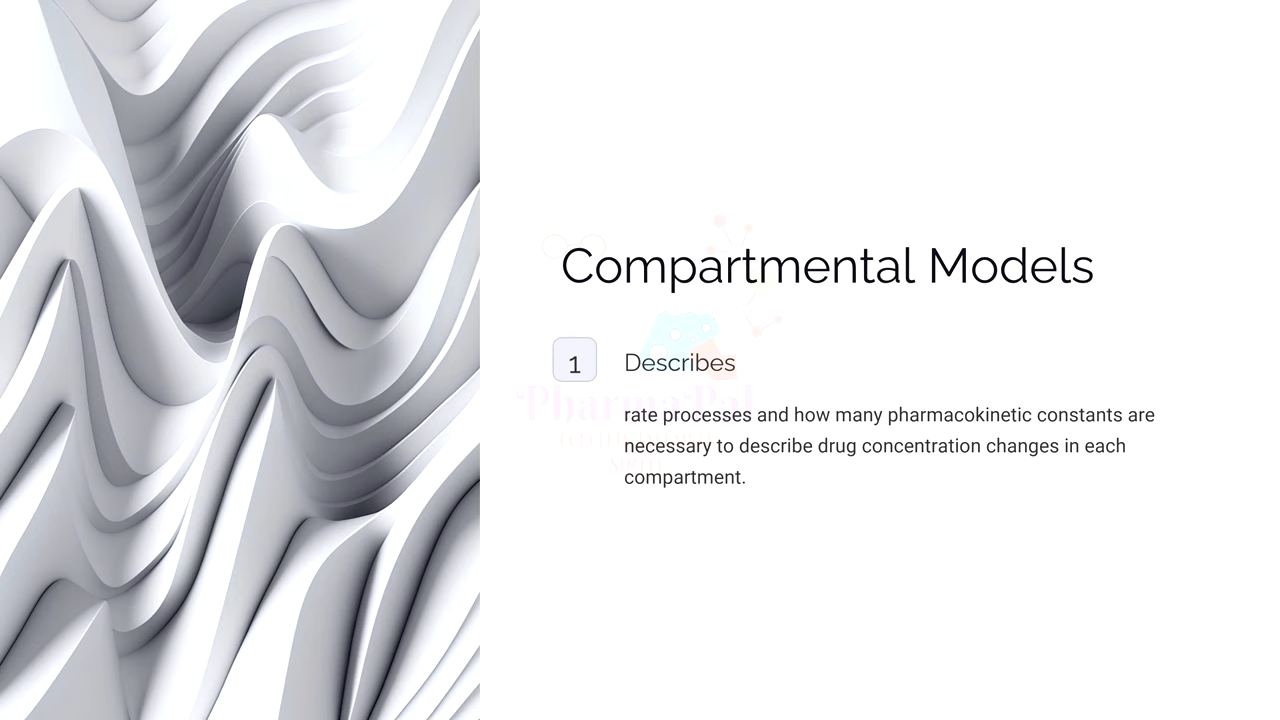 Compartmental Models
1
Describes
PharmaPal
rate processes and how many pharmacokinetic constants are
necessary to describe drug concentration changes in each
compartment.